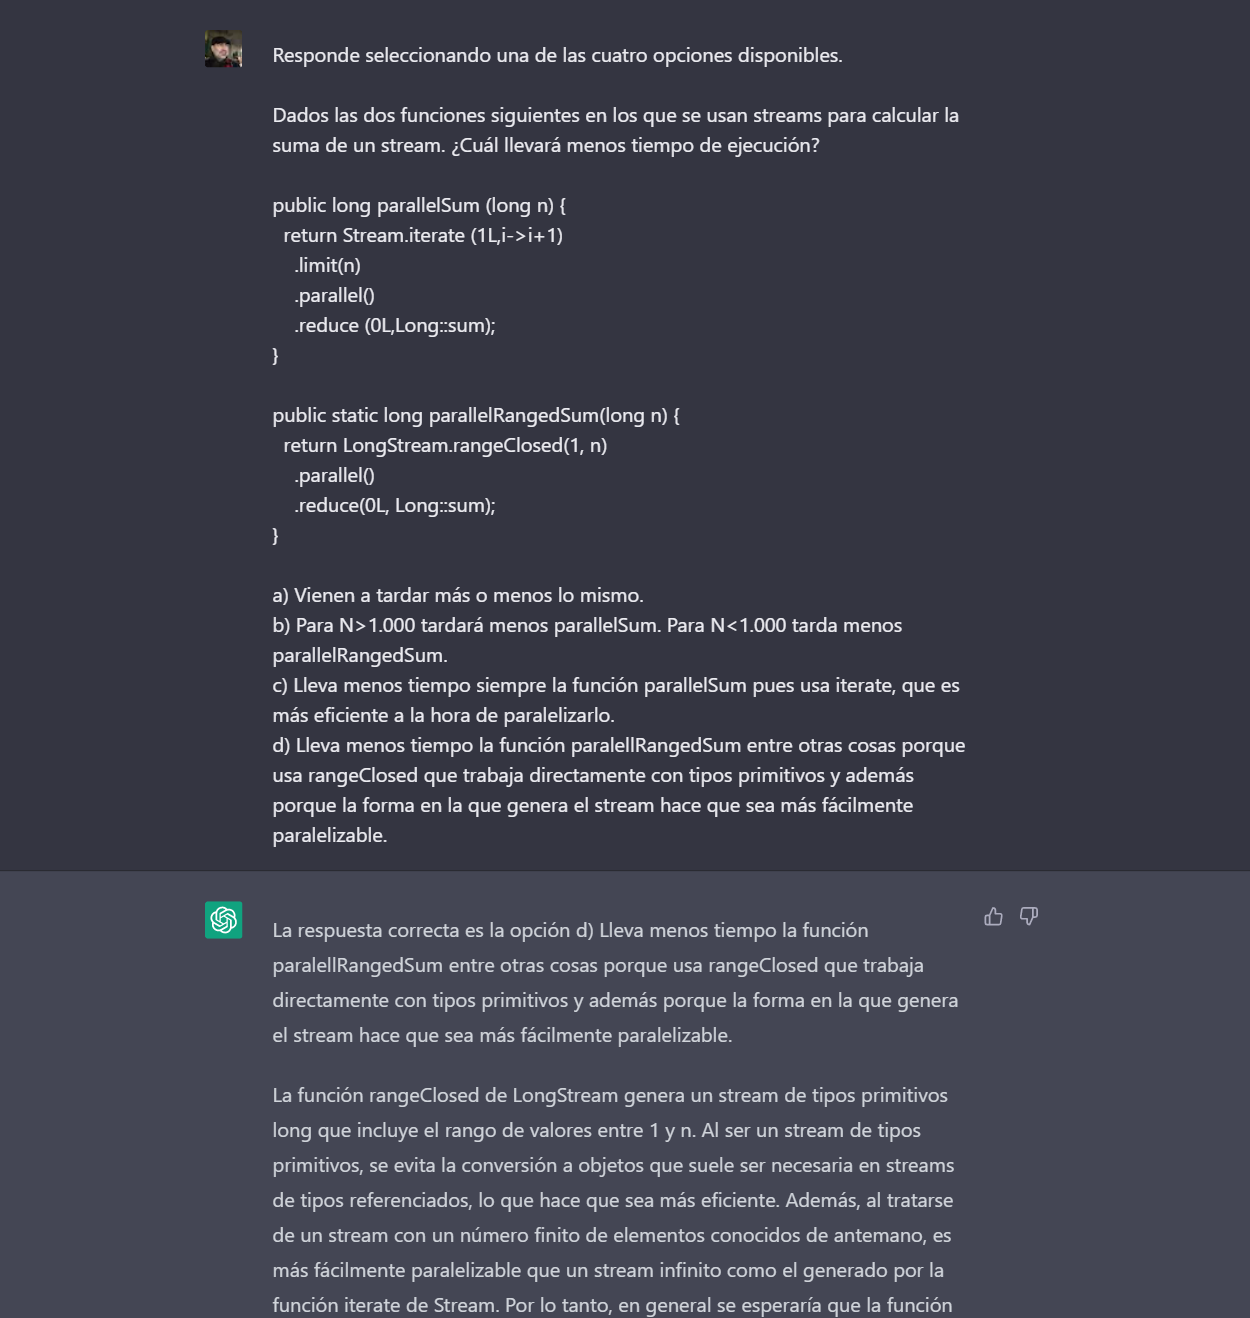 Responde seleccionando una de las cuatro opciones disponibles.
Dados las dos funciones siguientes en los que se usan streams para calcular la
suma de un stream. ¿Cuál llevará menos tiempo de ejecución?
public long parallelSum (long n) {
return Stream.iterate (1L,i->i+1)
.limit(n)
.parallel()
.reduce (0L,Long::sum);
}
public static long parallelRangedSum(long n) {
return LongStream.rangeClosed(1, n)
.parallel()
.reduce(0L, Long::sum);
}
a) Vienen a tardar más o menos lo mismo.
b) Para N>1.000 tardará menos parallelSum. Para N<1.000 tarda menos
parallelRangedSum.
c) Lleva menos tiempo siempre la función parallelSum pues usa iterate, que es
más eficiente a la hora de paralelizarlo.
d) Lleva menos tiempo la función paralellRangedSum entre otras cosas porque
usa rangeClosed que trabaja directamente con tipos primitivos y además
porque la forma en la que genera el stream hace que sea más fácilmente
paralelizable.
La respuesta correcta es la opción d) Lleva menos tiempo la función
paralellRangedSum entre otras cosas porque usa rangeClosed que trabaja
directamente con tipos primitivos y además porque la forma en la que genera
el stream hace que sea más fácilmente paralelizable.
La función rangeClosed de LongStream genera un stream de tipos primitivos
long que incluye el rango de valores entre 1 y n. Al ser un stream de tipos
primitivos, se evita la conversión a objetos que suele ser necesaria en streams
de tipos referenciados, lo que hace que sea más eficiente. Además, al tratarse
de un stream con un número finito de elementos conocidos de antemano, es
más fácilmente paralelizable que un stream infinito como el generado por la
función iterate de Stream. Por lo tanto, en general se esperaría que la función